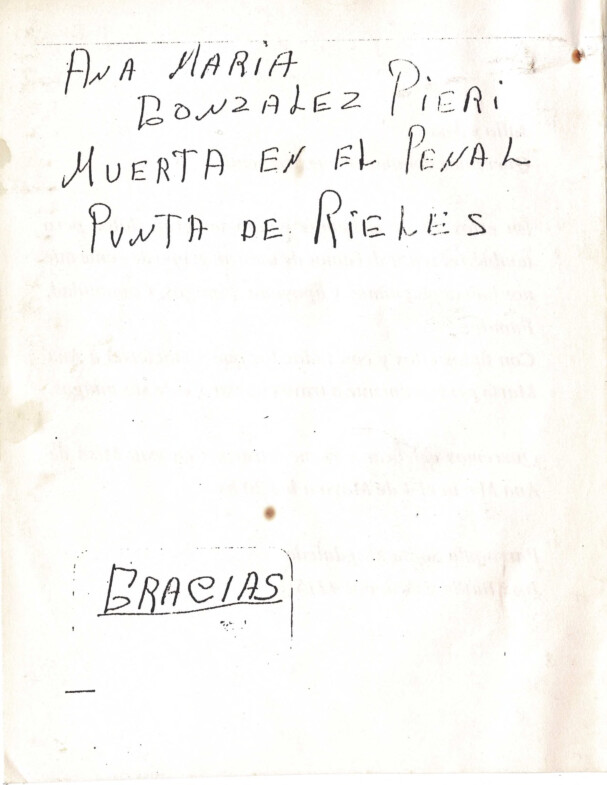 ANA MARIA
GONZALEZ PIERI
MUERTA EN EL PENAL
PUNTA DE RIELES
GRACIAS